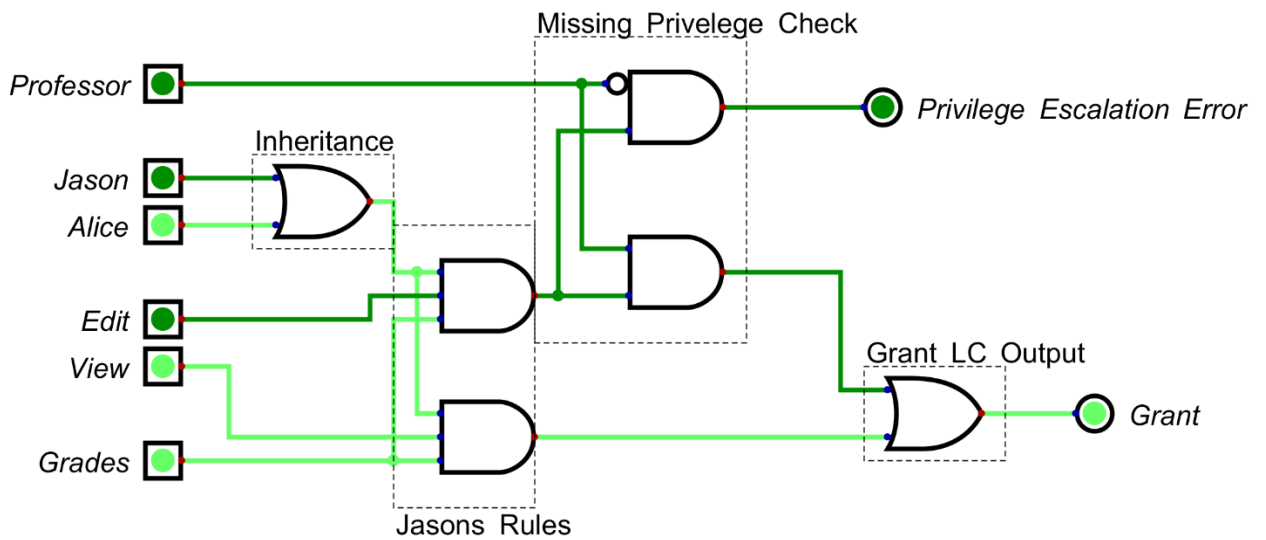 Missing Privelege Check
Professor
Privilege Escalation Error
Inheritance
Jason
Alice
Edit
View
Grant LC Output
Grant
Grades
Jasons Rules